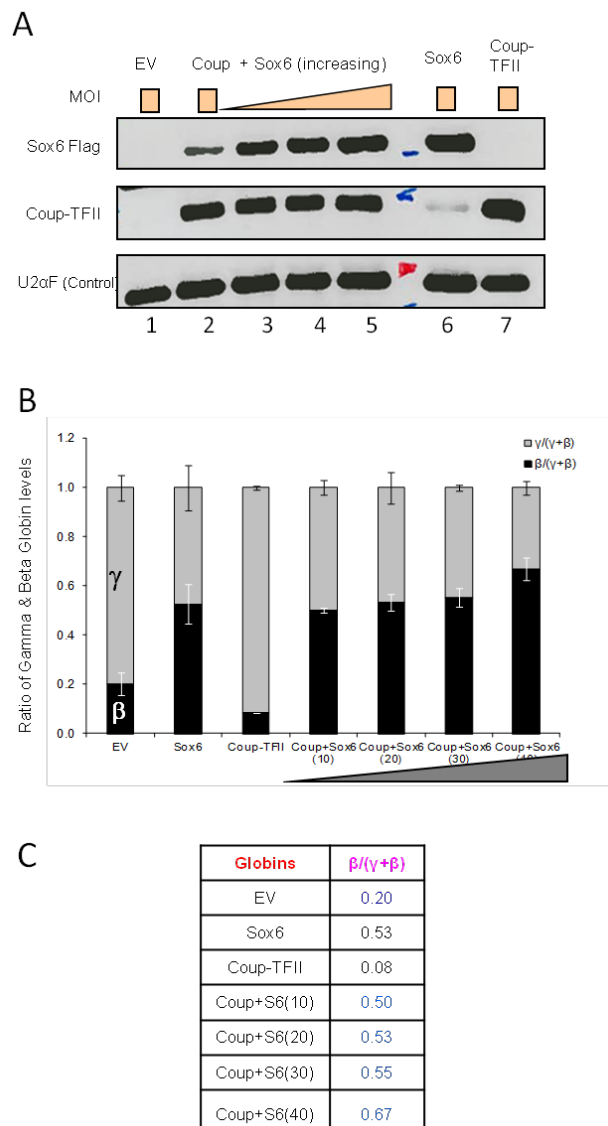 A
EV Coup + Sox6 (increasing) Sox6 Coup-
TFII
MOI
Sox6 Flag
Coup-TFII
U2αF (Control)
1 2 3 4 5 6 7
B
Ratio of Gamma & Beta Globin levels
1.2
1.0
0.8
0.6
0.4
0.2
0.0
γ/(γ+β)
β/(γ+β)
γ
β
EV Sox6 Coup-TFII Coup+Sox6 Coup+Sox6 Coup+Sox6 Coup+Sox6
(10) (20) (30)
C
Globins β/(γ+β)
EV 0.20
Sox6 0.53
Coup-TFII 0.08
Coup+S6(10) 0.50
Coup+S6(20) 0.53
Coup+S6(30) 0.55
Coup+S6(40) 0.67